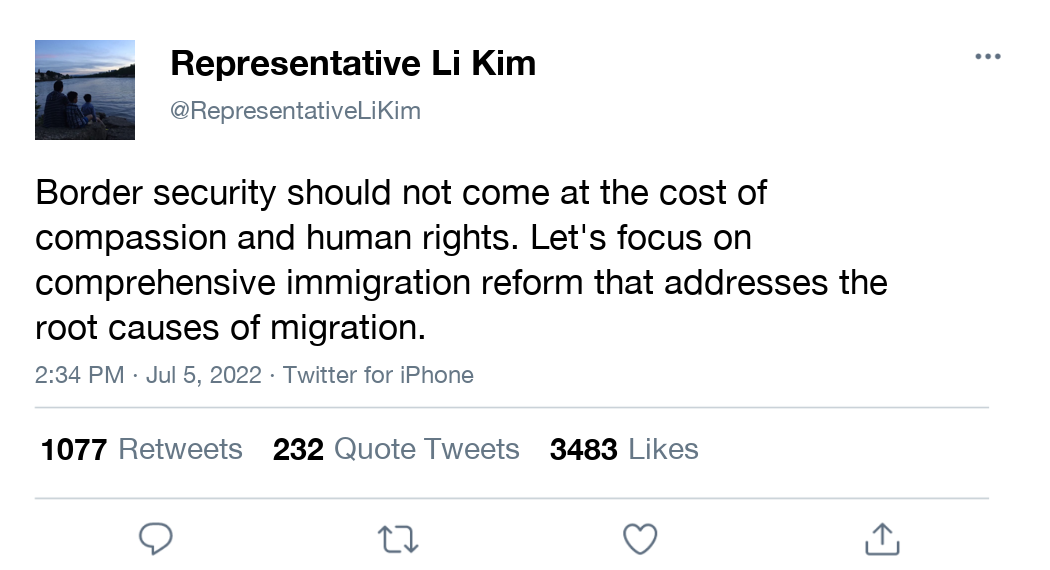 Representative Li Kim
@RepresentativeLiKim
Border security should not come at the cost of
compassion and human rights. Let's focus on
comprehensive immigration reform that addresses the
root causes of migration.
2:34 PM · Jul 5, 2022 · Twitter for iPhone
1077 Retweets 232 Quote Tweets 3483 Likes